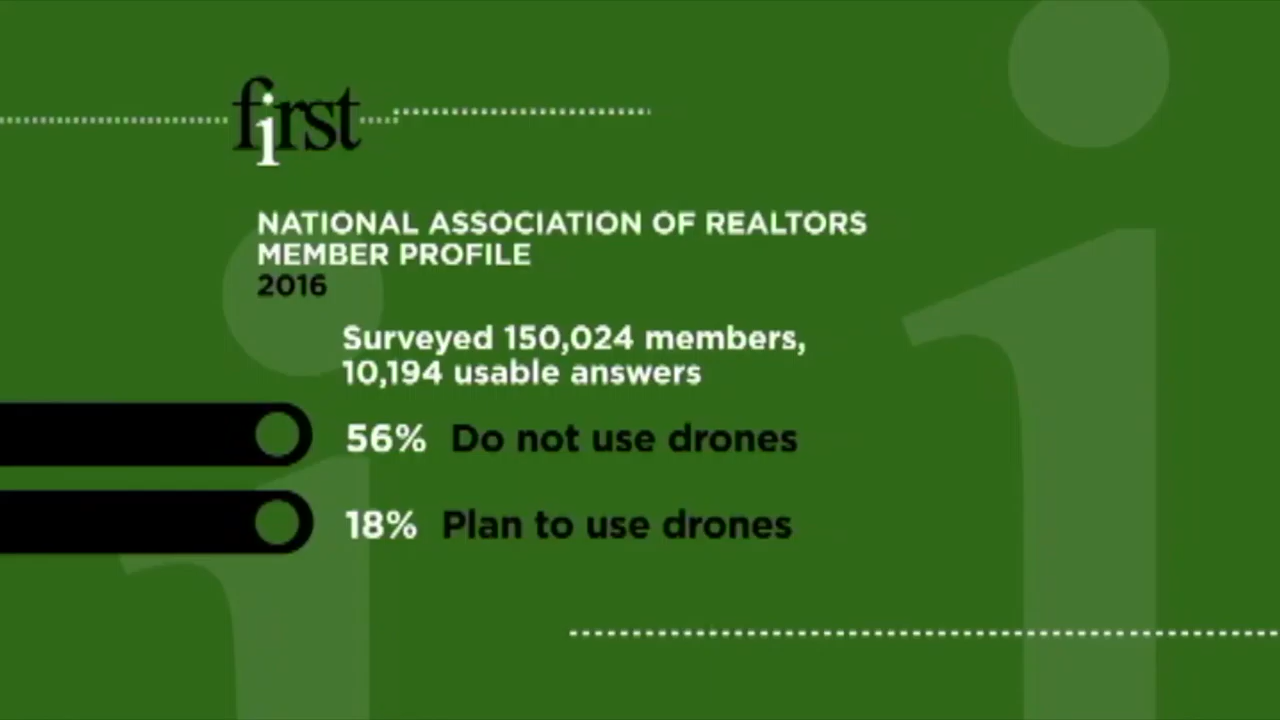 first
NATIONAL ASSOCIATION OF REALTORS
MEMBER PROFILE
2016
Surveyed 150,024 members,
10,194 usable answers
56% Do not use drones
18% Plan to use drones